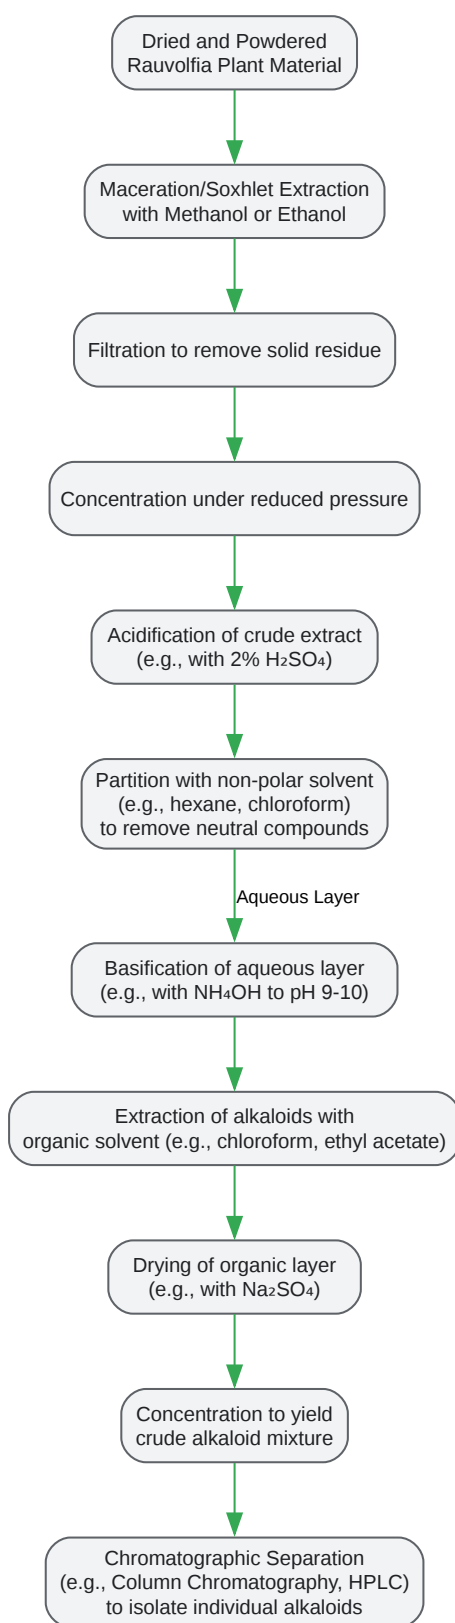 Dried and Powdered
Rauvolfia Plant Material
Maceration/Soxhlet Extraction
with Methanol or Ethanol
Filtration to remove solid residue
Concentration under reduced pressure
Acidification of crude extract
(e.g., with 2% H₂SO₄)
Partition with non-polar solvent
(e.g., hexane, chloroform)
to remove neutral compounds
Aqueous Layer
Basification of aqueous layer
(e.g., with NH₄OH to pH 9-10)
Extraction of alkaloids with
organic solvent (e.g., chloroform, ethyl acetate)
Drying of organic layer
(e.g., with Na₂SO₄)
Concentration to yield
crude alkaloid mixture
Chromatographic Separation
(e.g., Column Chromatography, HPLC)
to isolate individual alkaloids